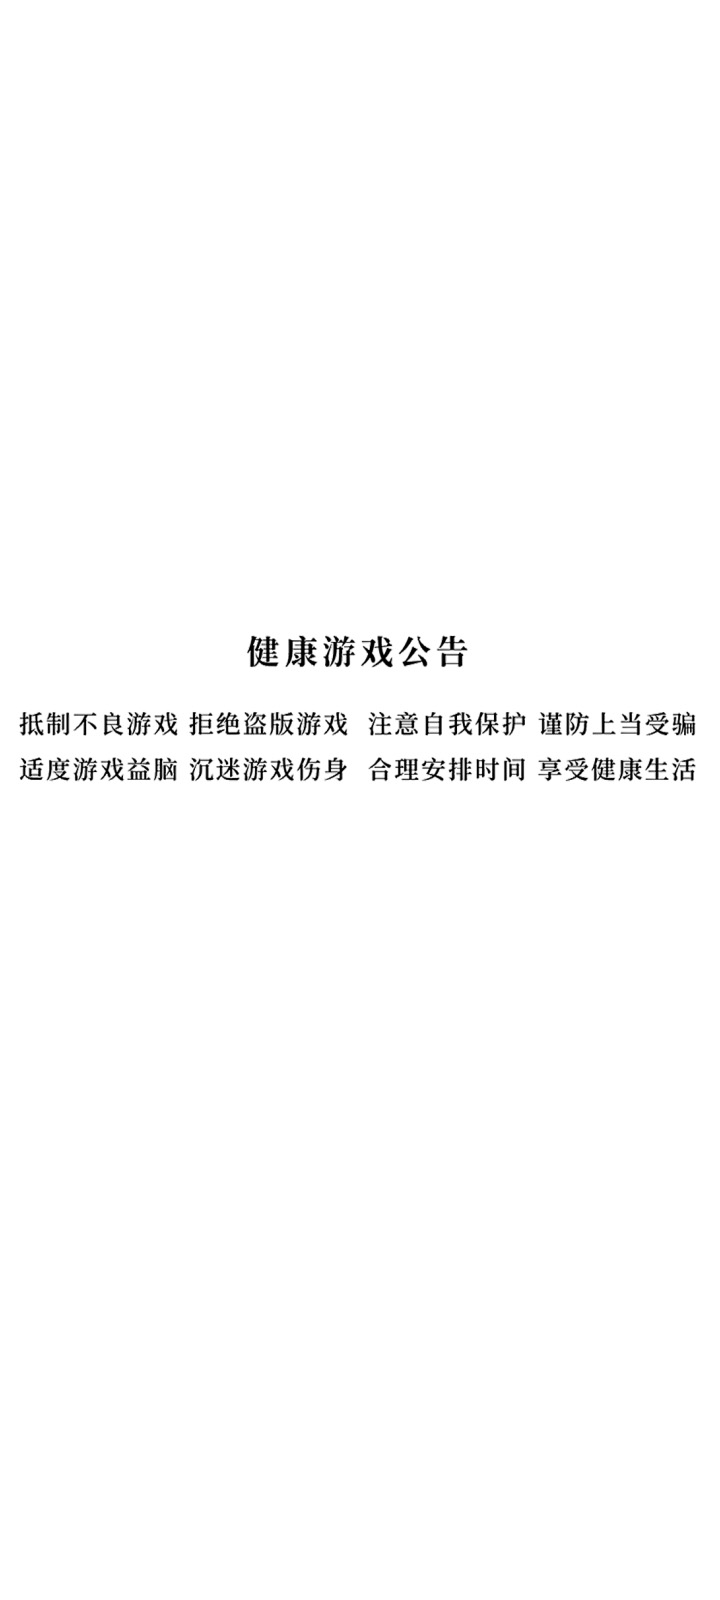 健康游戏公告
抵制不良游戏 拒绝盗版游戏 注意自我保护 谨防上当受骗
适度游戏益脑 沉迷游戏伤身 合理安排时间 享受健康生活